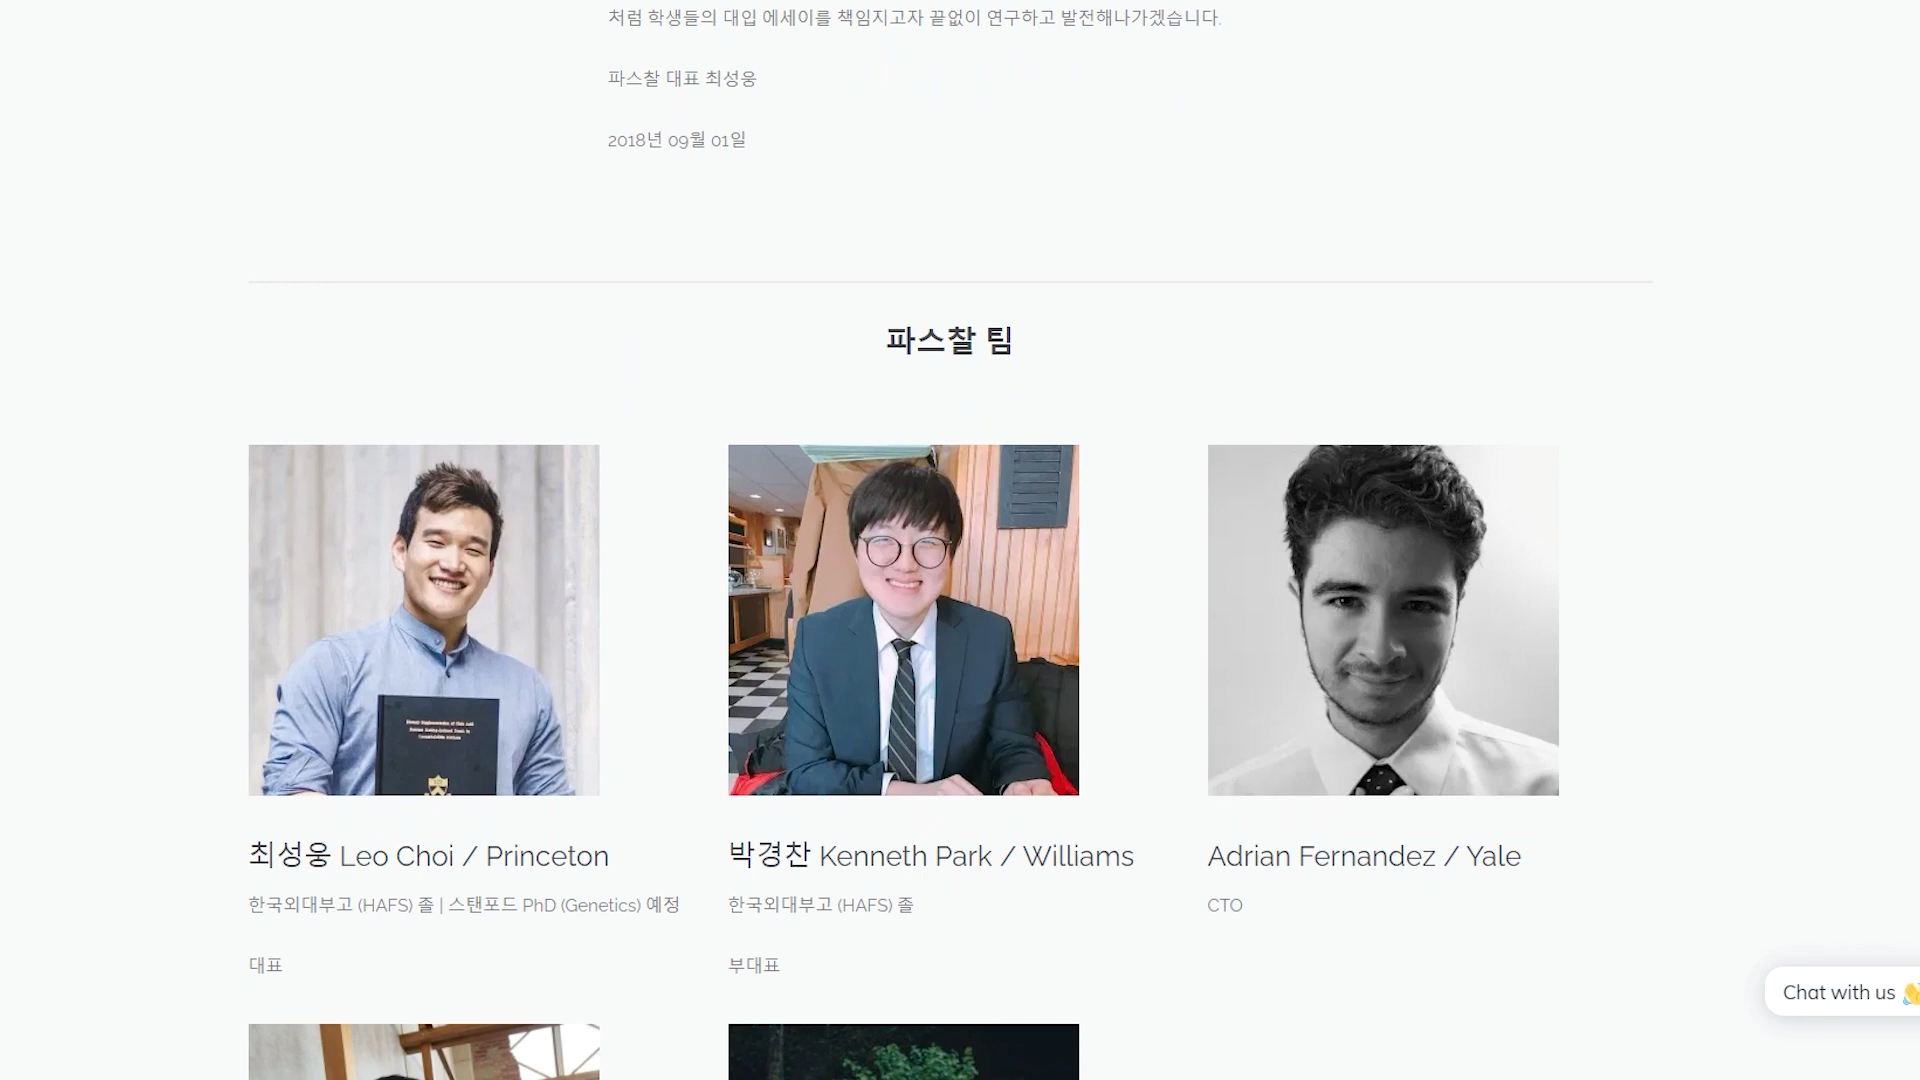 처럼 학생들의 대입 에세이를 책임지고자 끝없이 연구하고 발전해나가겠습니다.
파스찰 대표 최성웅
2018년 09월 01일
파스찰 팀
최성웅 Leo Choi / Princeton
박경찬 Kenneth Park / Williams
Adrian Fernandez / Yale
한국외대부고 (HAFS) 졸 | 스탠포드 PhD (Genetics) 예정
한국외대부고 (HAFS) 졸
CTO
대표
부대표
Chat with us 👋